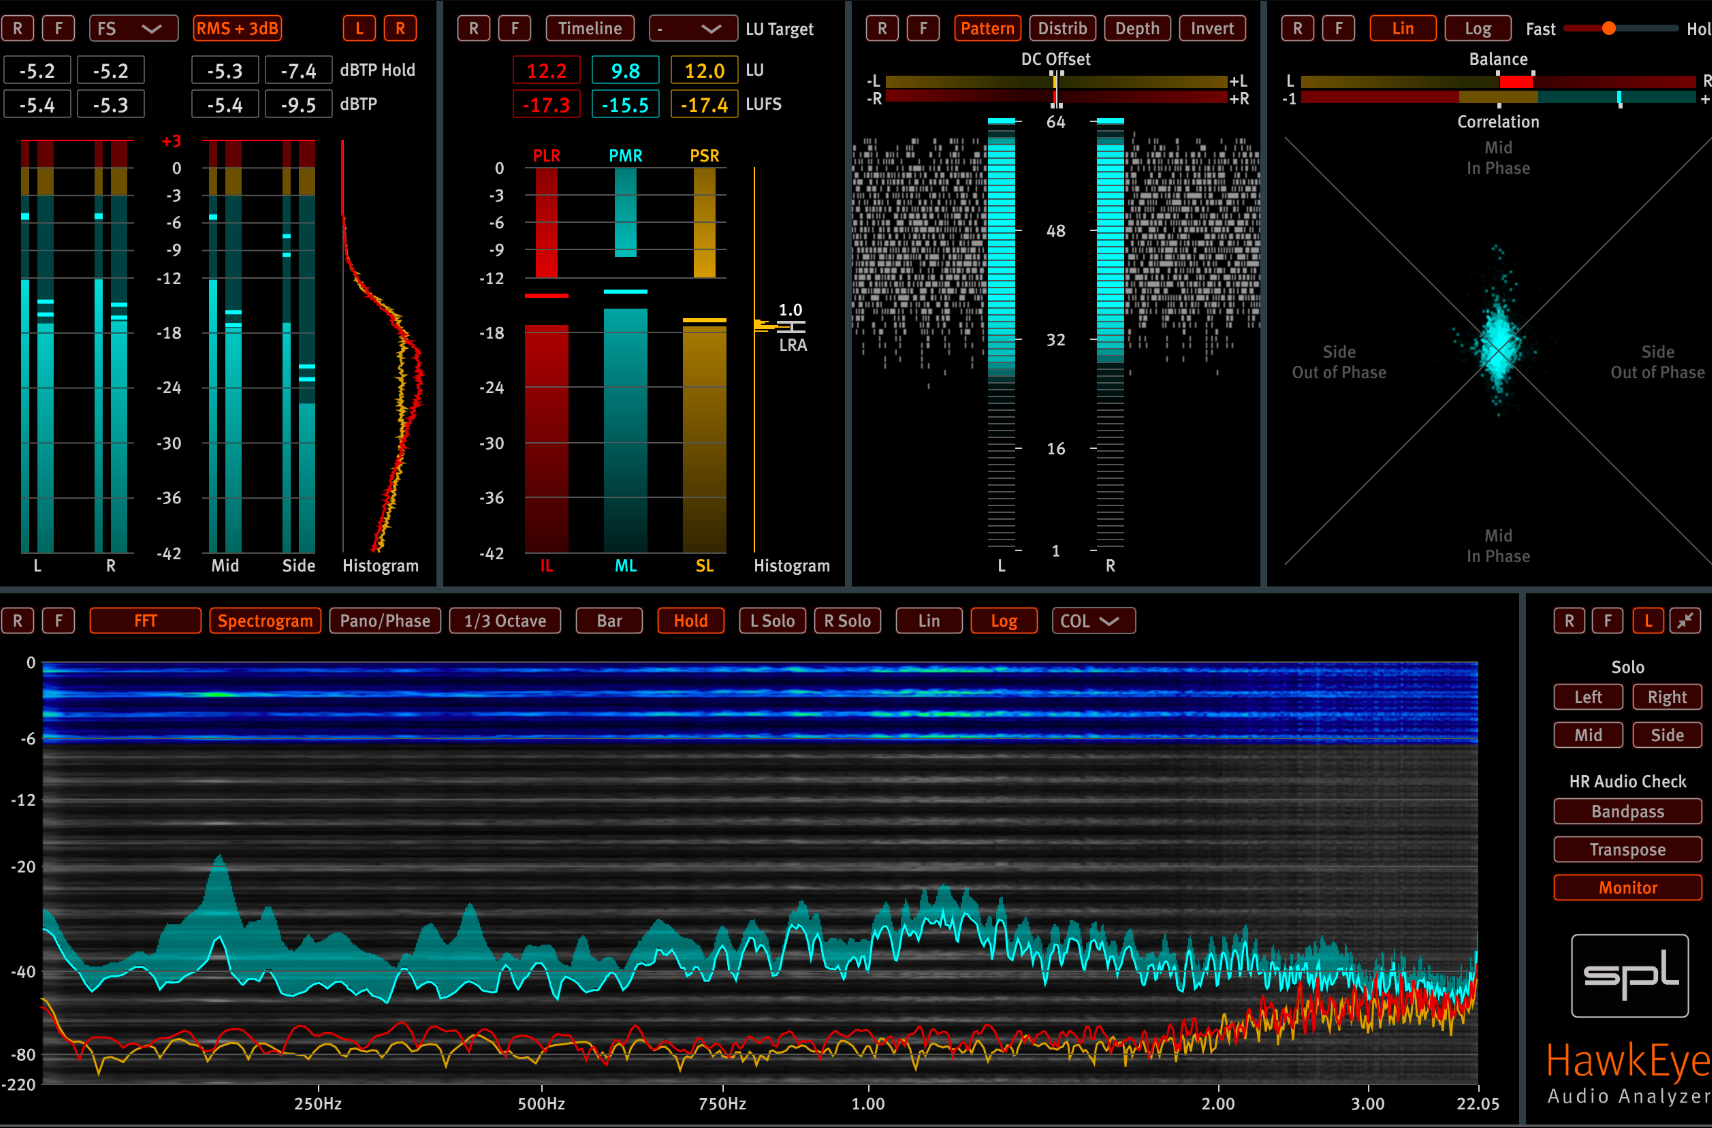 R F FS RMS + 3dB L R
-5.2 -5.2 -5.3 -7.4 dBTP Hold
-5.4 -5.3 -5.4 -9.5 dBTP
+3
0
-3
-6
-9
-12
-18
-24
-30
-36
-42
L R Mid Side Histogram
R F Timeline - LU Target
12.2 9.8 12.0 LU
-17.3 -15.5 -17.4 LUFS
PLR PMR PSR
0
-3
-6
-9
-12
-18
-24
-30
-36
-42
1.0
LRA
IL ML SL Histogram
R F Pattern Distrib Depth Invert
DC Offset
-L +L
-R +R
64
48
32
16
1
L R
R F Lin Log Fast Hol
Balance
L R
-1 +
Correlation
Mid
In Phase
Side
Out of Phase
Side
Out of Phase
Mid
In Phase
R F FFT Spectrogram Pano/Phase 1/3 Octave Bar Hold L Solo R Solo Lin Log COL
0
-6
-12
-20
-40
-80
-220
250Hz 500Hz 750Hz 1.00 2.00 3.00 22.05
R F L
Solo
Left Right
Mid Side
HR Audio Check
Bandpass
Transpose
Monitor
spl
HawkEye
Audio Analyzer